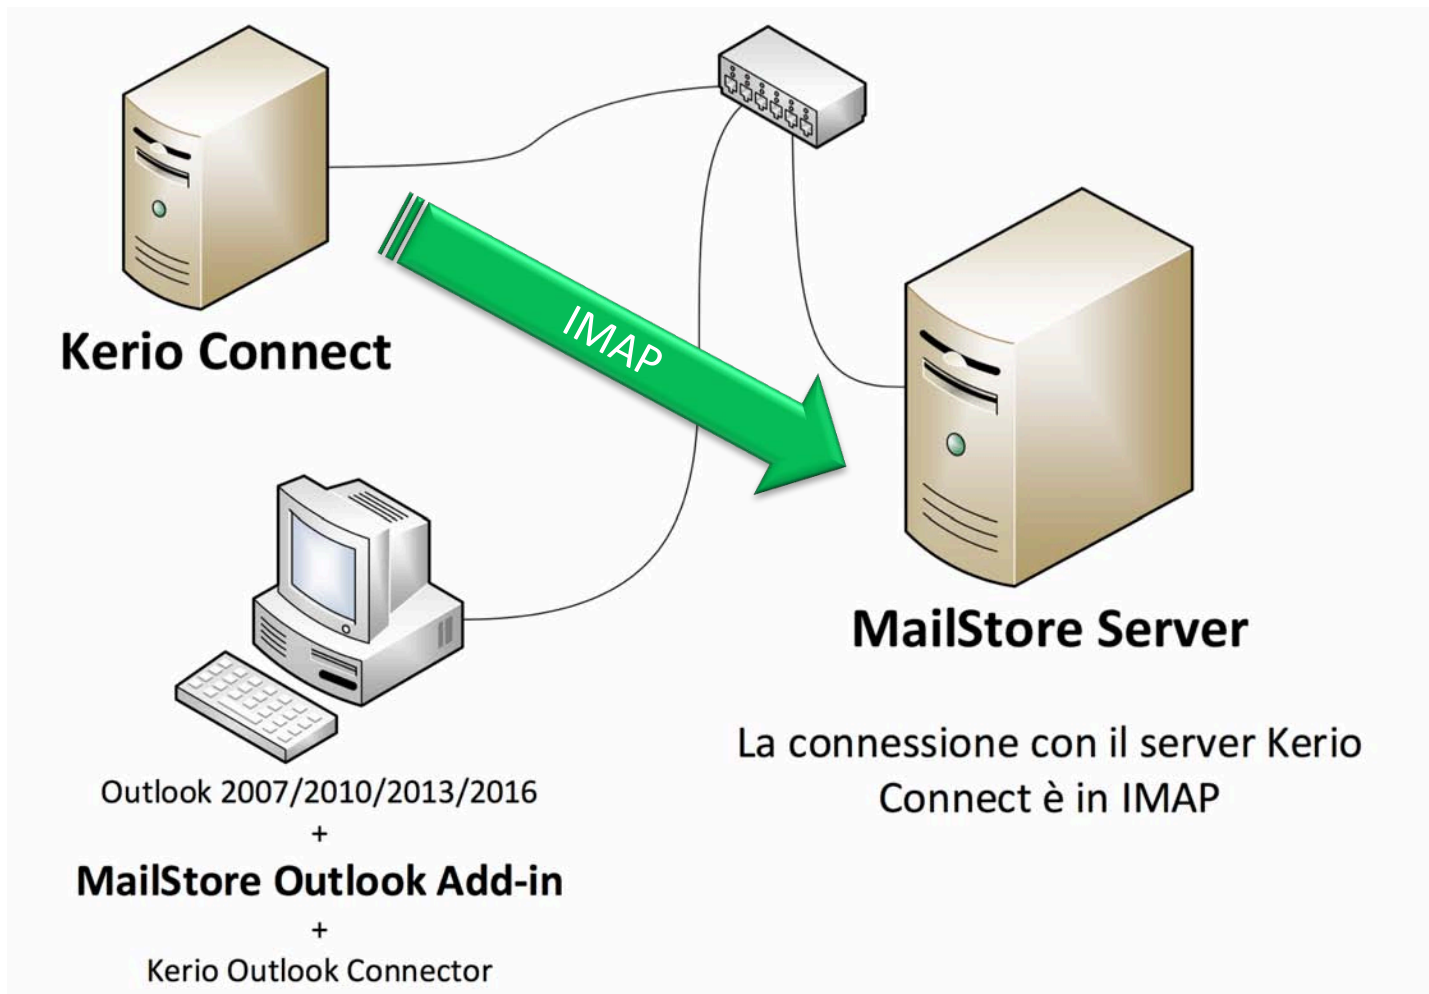 Kerio Connect
IMAP
MailStore Server
La connessione con il server Kerio
Connect è in IMAP
Outlook 2007/2010/2013/2016
+
MailStore Outlook Add-in
+
Kerio Outlook Connector